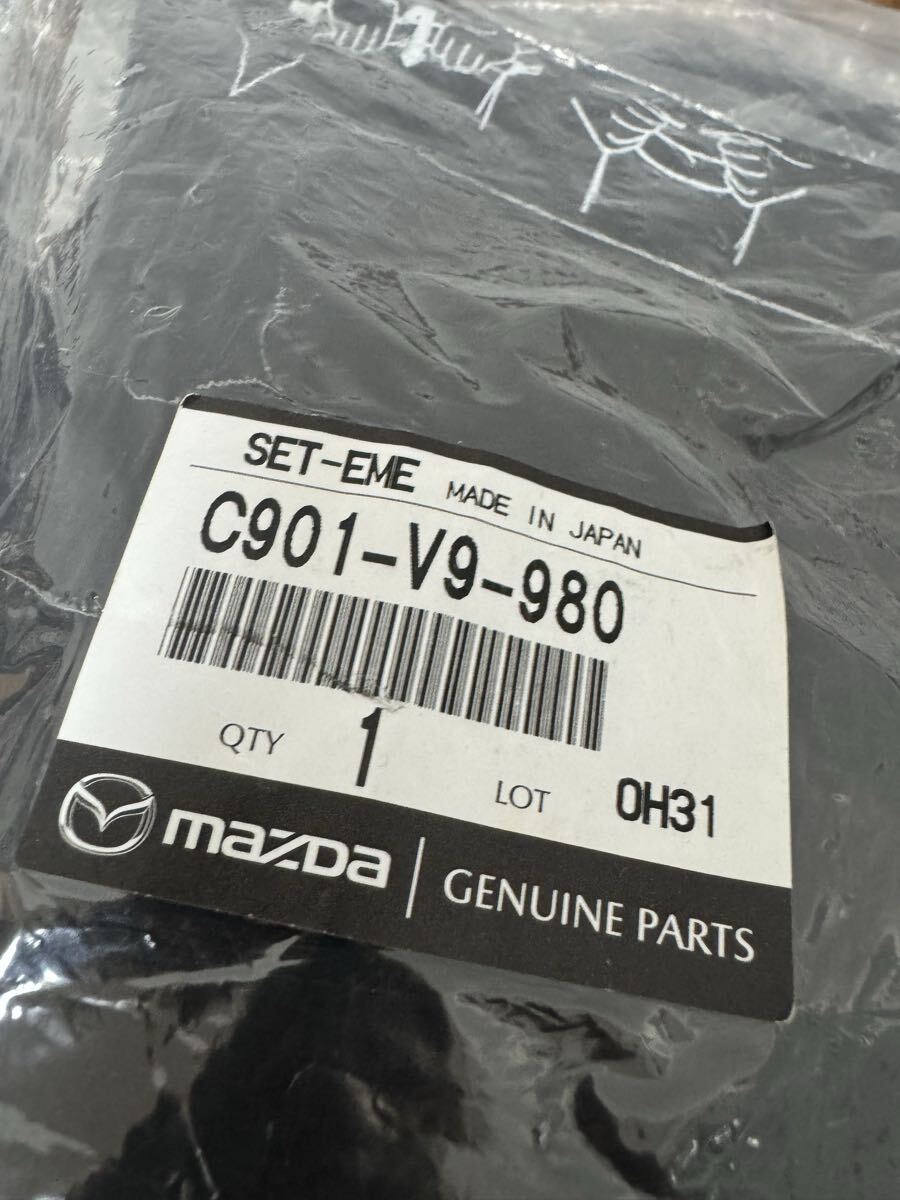 SET-EME MADE IN JAPAN
C901-V9-980
QTY 1 LOT 0H31
mazda GENUINE PARTS